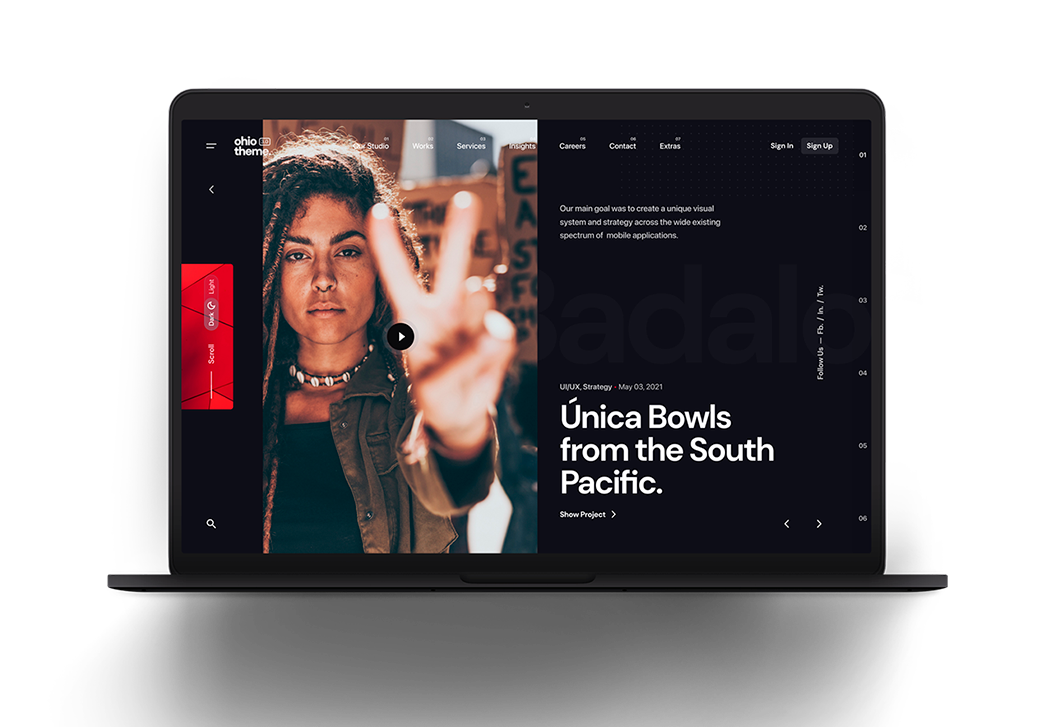 ohio
theme.
01
Our Studio
02
Works
03
Services
Insights
05
Careers
06
Contact
07
Extras
Sign In
Sign Up
01
Our main goal was to create a unique visual
system and strategy across the wide existing
spectrum of mobile applications.
02
Light
Dark
Scroll
Badalo
03
Follow Us — Fb. / In. / Tw.
04
UI/UX, Strategy · May 03, 2021
Única Bowls
from the South
Pacific.
05
Show Project
06